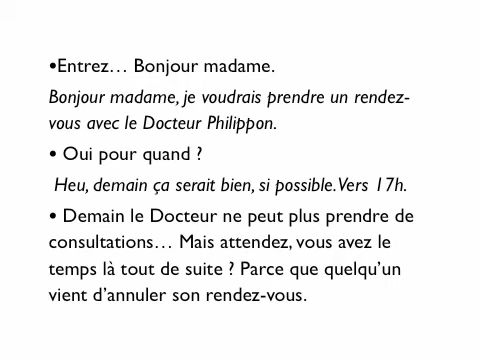 •Entrez… Bonjour madame.
Bonjour madame, je voudrais prendre un rendez-
vous avec le Docteur Philippon.
• Oui pour quand ?
Heu, demain ça serait bien, si possible. Vers 17h.
• Demain le Docteur ne peut plus prendre de
consultations… Mais attendez, vous avez le
temps là tout de suite ? Parce que quelqu’un
vient d’annuler son rendez-vous.